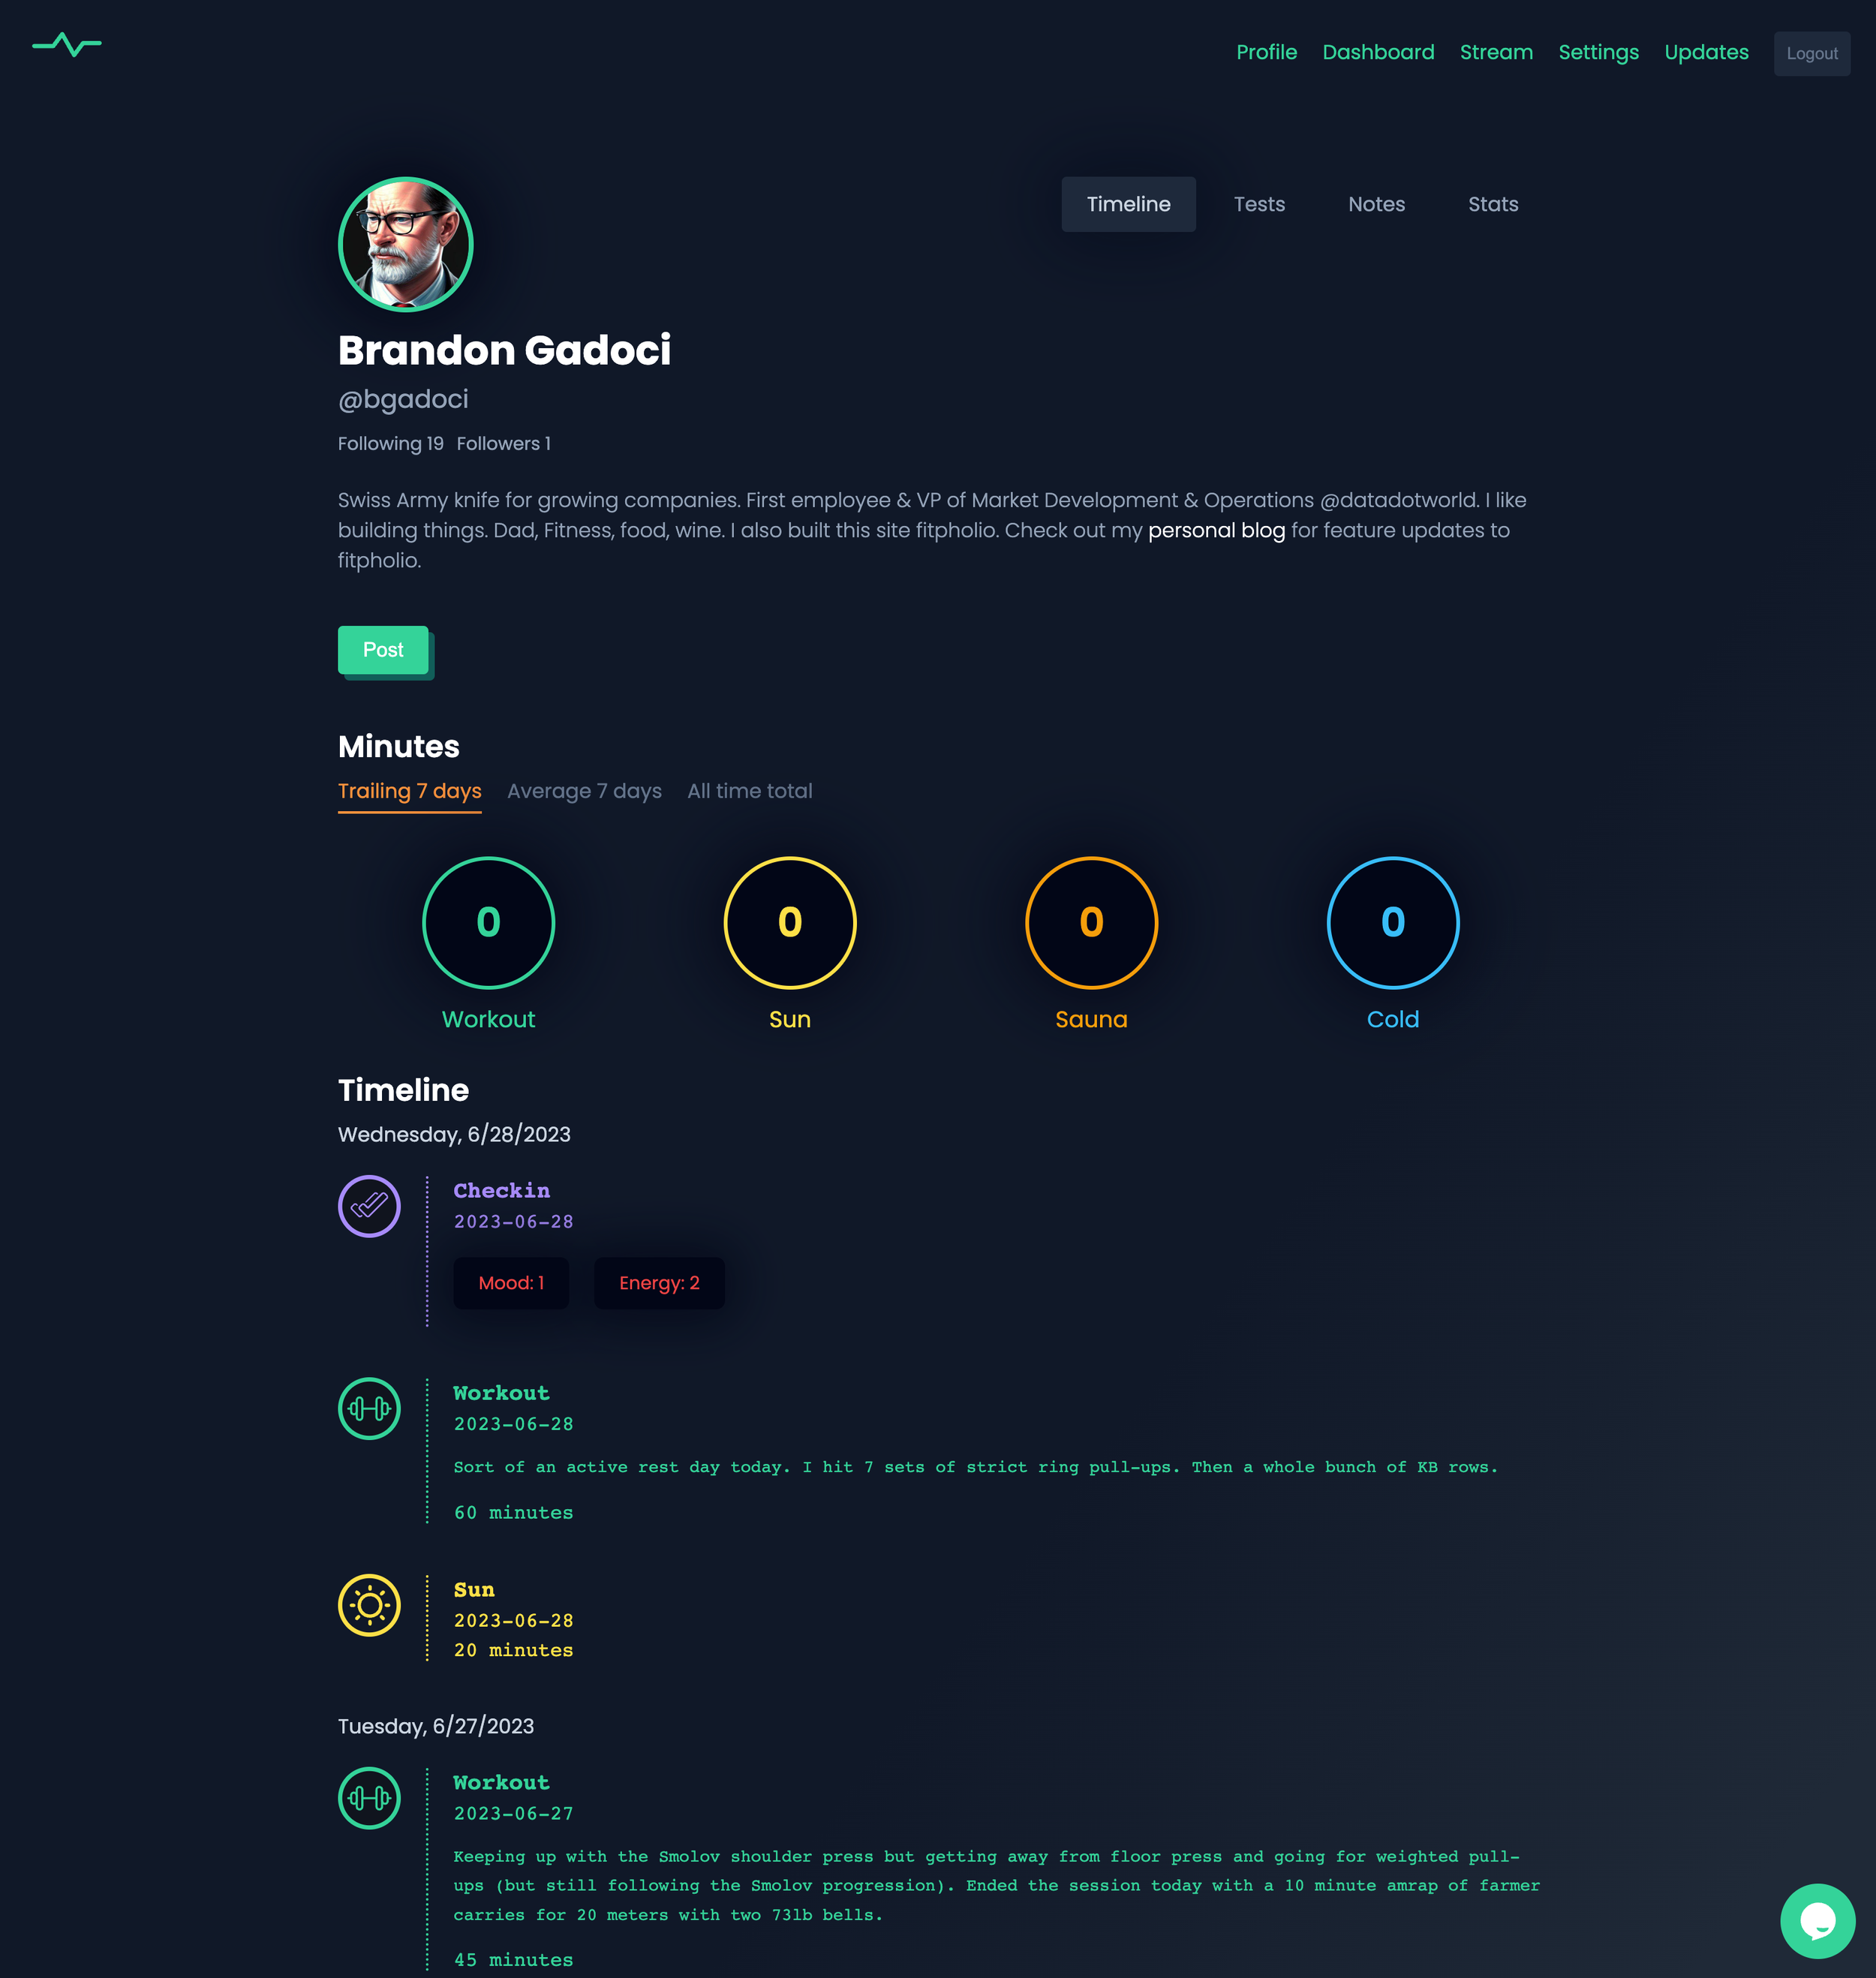 Profile Dashboard Stream Settings Updates Logout
Timeline Tests Notes Stats
Brandon Gadoci
@bgadoci
Following 19 Followers 1
Swiss Army knife for growing companies. First employee & VP of Market Development & Operations @datadotworld. I like
building things. Dad, Fitness, food, wine. I also built this site fitpholio. Check out my personal blog for feature updates to
fitpholio.
Post
Minutes
Trailing 7 days Average 7 days All time total
0 0 0 0
Workout Sun Sauna Cold
Timeline
Wednesday, 6/28/2023
Checkin
2023-06-28
Mood: 1 Energy: 2
Workout
2023-06-28
Sort of an active rest day today. I hit 7 sets of strict ring pull-ups. Then a whole bunch of KB rows.
60 minutes
Sun
2023-06-28
20 minutes
Tuesday, 6/27/2023
Workout
2023-06-27
Keeping up with the Smolov shoulder press but getting away from floor press and going for weighted pull-
ups (but still following the Smolov progression). Ended the session today with a 10 minute amrap of farmer
carries for 20 meters with two 73lb bells.
45 minutes